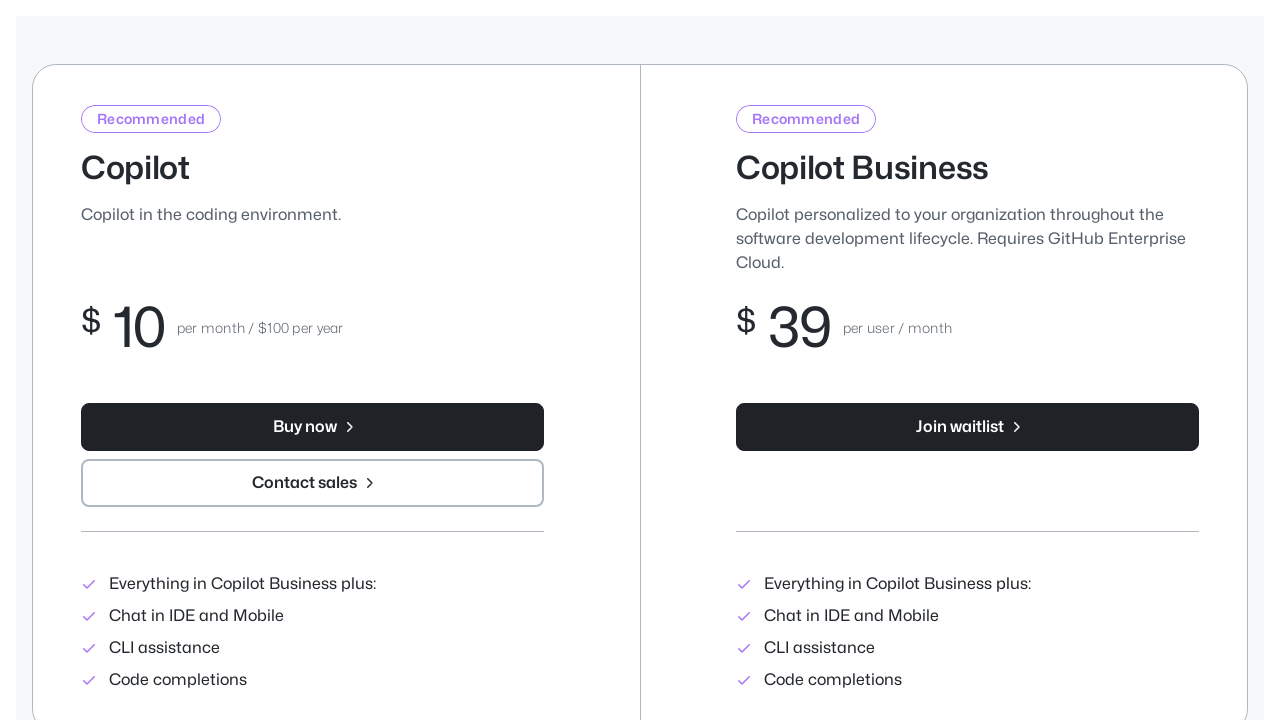 Recommended
Copilot
Copilot in the coding environment.
$ 10 per month / $100 per year
Buy now
Contact sales
Everything in Copilot Business plus:
Chat in IDE and Mobile
CLI assistance
Code completions
Recommended
Copilot Business
Copilot personalized to your organization throughout the
software development lifecycle. Requires GitHub Enterprise
Cloud.
$ 39 per user / month
Join waitlist
Everything in Copilot Business plus:
Chat in IDE and Mobile
CLI assistance
Code completions